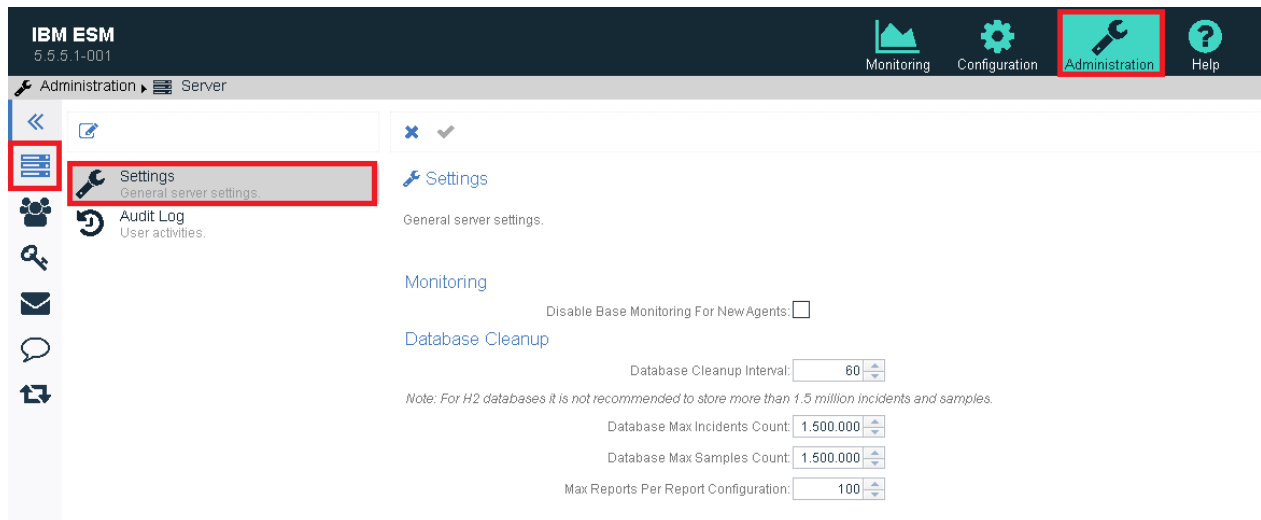 IBM ESM
5.5.5.1-001
Monitoring
Configuration
Administration
Help
Administration
Server
Settings
General server settings.
Audit Log
User activities.
Settings
General server settings.
Monitoring
Disable Base Monitoring For New Agents:
Database Cleanup
Database Cleanup Interval: 60
Note: For H2 databases it is not recommended to store more than 1.5 million incidents and samples.
Database Max Incidents Count: 1.500.000
Database Max Samples Count: 1.500.000
Max Reports Per Report Configuration: 100